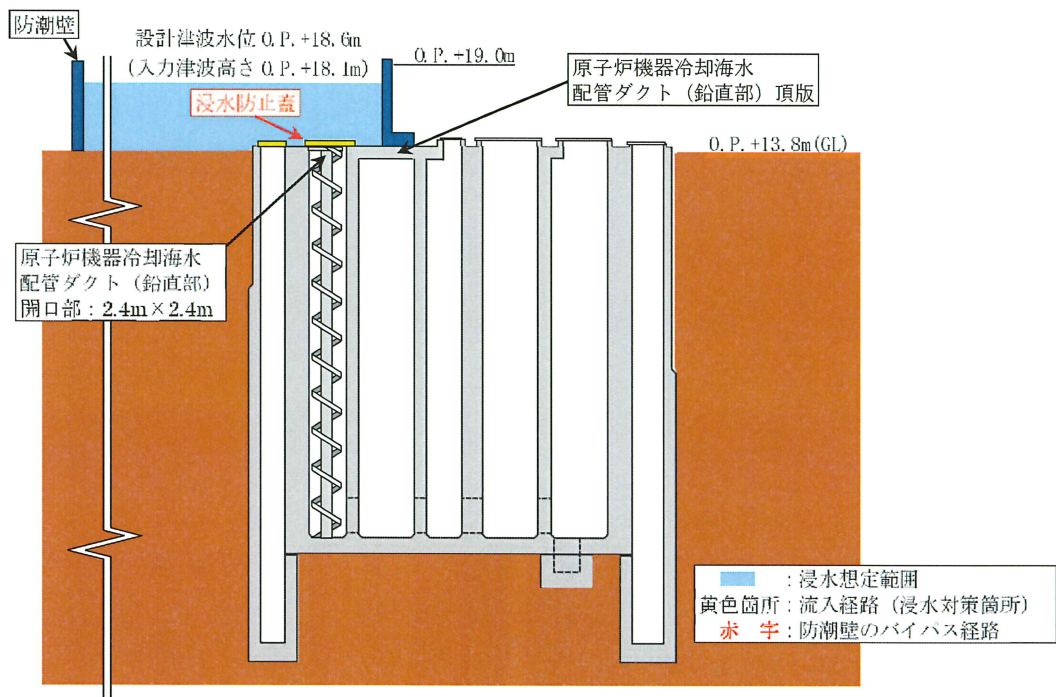 防潮壁
設計津波水位 O.P.+18.6m
(入力津波高さ O.P.+18.1m)
O.P.+19.0m
浸水防止蓋
原子炉機器冷却海水
配管ダクト(鉛直部)頂版
O.P.+13.8m(GL)
原子炉機器冷却海水
配管ダクト(鉛直部)
開口部:2.4m×2.4m
:浸水想定範囲
黄色箇所:流入経路(浸水対策箇所)
赤 字:防潮壁のバイパス経路